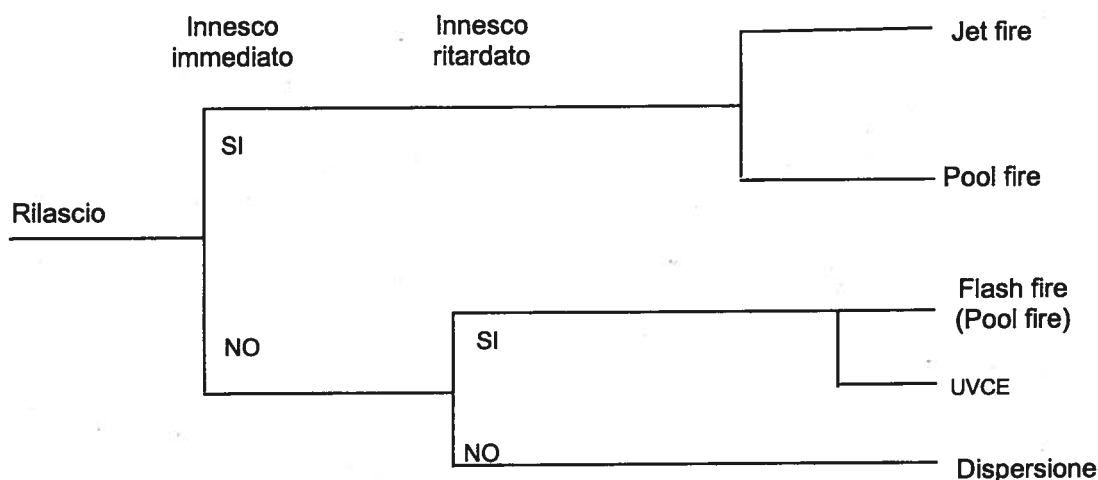 Innesco
immediato
Innesco
ritardato
Jet fire
SI
Pool fire
Rilascio
Flash fire
(Pool fire)
NO
SI
UVCE
NO
Dispersione